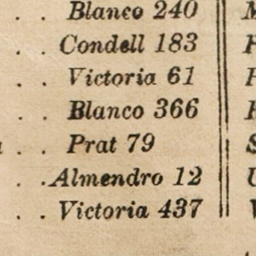 . . Blanco 240
. . Condell 183
. . Victoria 61
. . Blanco 366
. . Prat 79
. . Almendro 12
. . Victoria 437